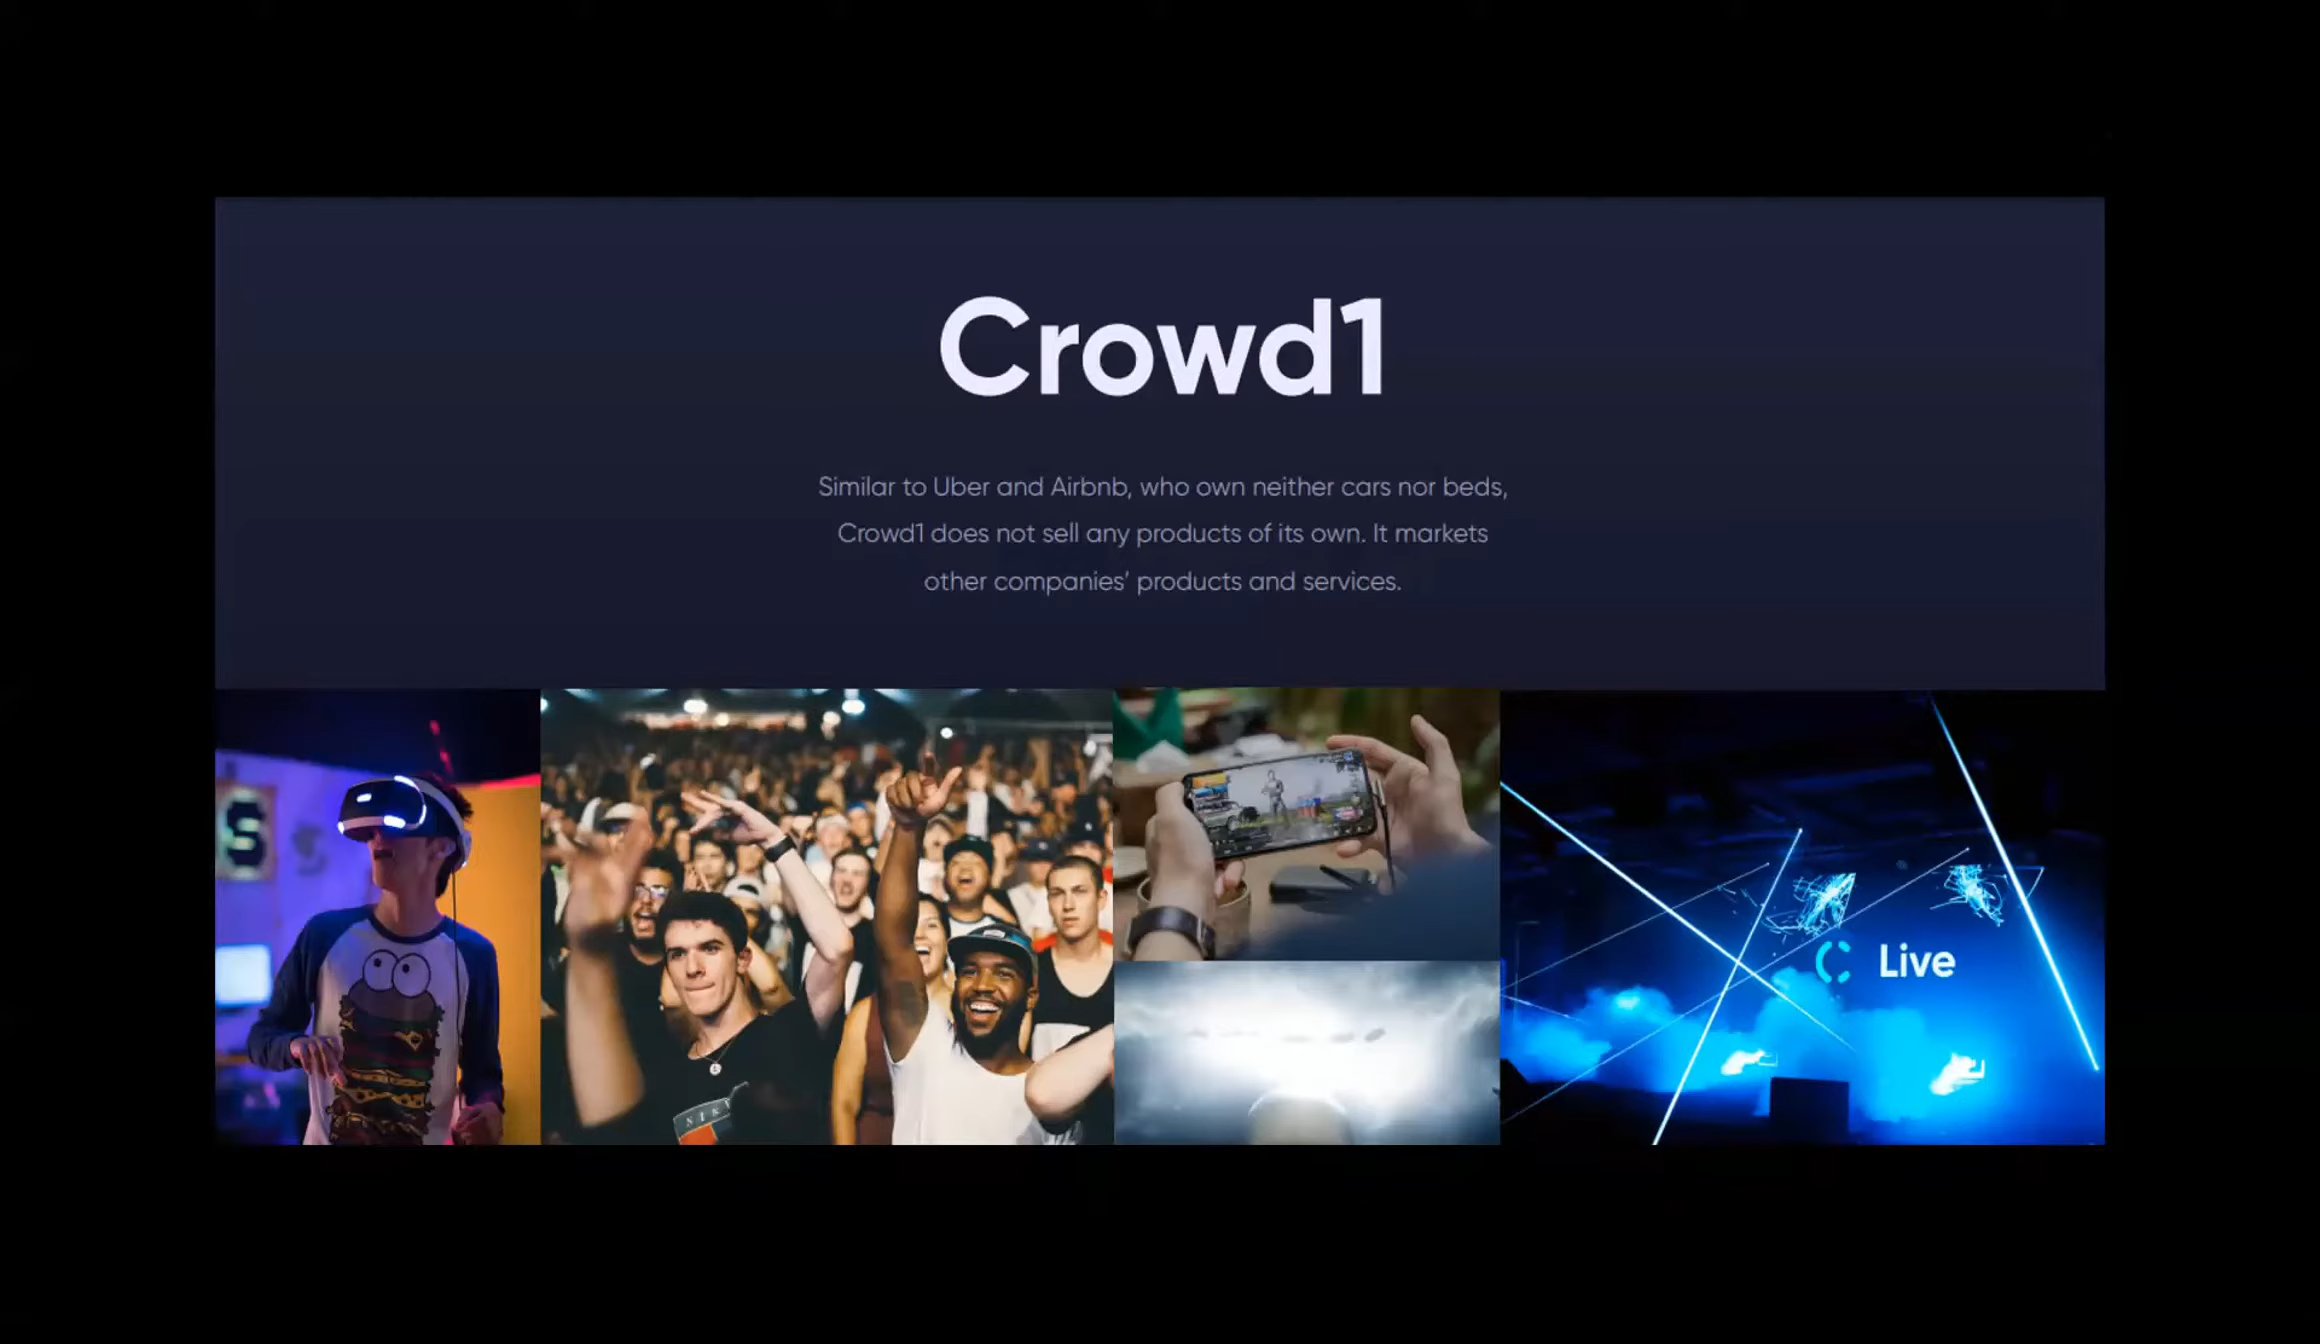 Crowd1
Similar to Uber and Airbnb, who own neither cars nor beds,
Crowd1 does not sell any products of its own. It markets
other companies' products and services.
S
Live